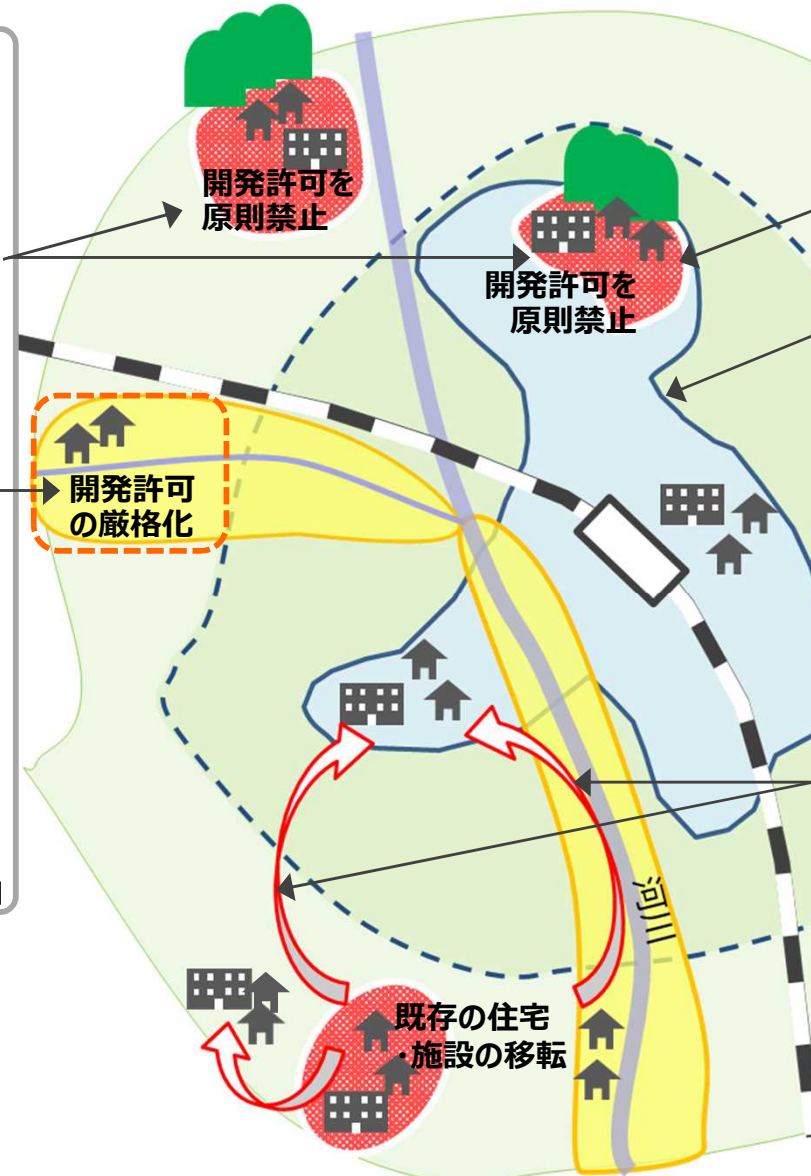 開発許可を
原則禁止
開発許可を
原則禁止
開発許可
の厳格化
河川
既存の住宅
・施設の移転